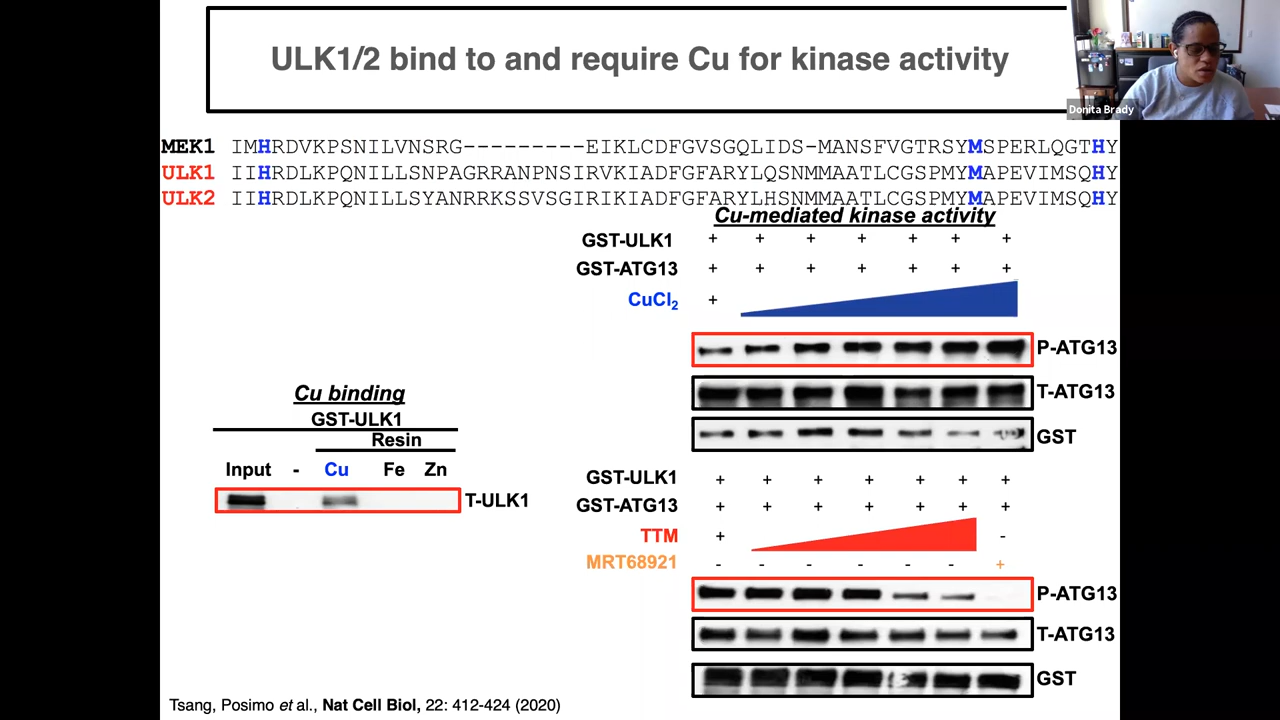 ULK1/2 bind to and require Cu for kinase activity
Donita Brady
MEK1 IMHRDVKPSNILVNSRG---------EIKLCDFGVSGQLIDS-MANSFVGTRSYMSPERLQGTHY
ULK1 IIHRDLKPQNILLSNPAGRRANPNSIRVKIADFGFARYLQSNMMAATLCGSPMYMAPEVIMSQHY
ULK2 IIHRDLKPQNILLSYANRRKSSVSGIRIKIADFGFARYLHSNMMAATLCGSPMYMAPEVIMSQHY
Cu-mediated kinase activity
GST-ULK1 + + + + + + +
GST-ATG13 + + + + + + +
CuCl₂ +
P-ATG13
T-ATG13
GST
Cu binding
GST-ULK1
Resin
Input - Cu Fe Zn
T-ULK1
GST-ULK1 + + + + + + +
GST-ATG13 + + + + + + +
TTM + -
MRT68921 - - - - - - +
P-ATG13
T-ATG13
GST
Tsang, Posimo et al., Nat Cell Biol, 22: 412-424 (2020)